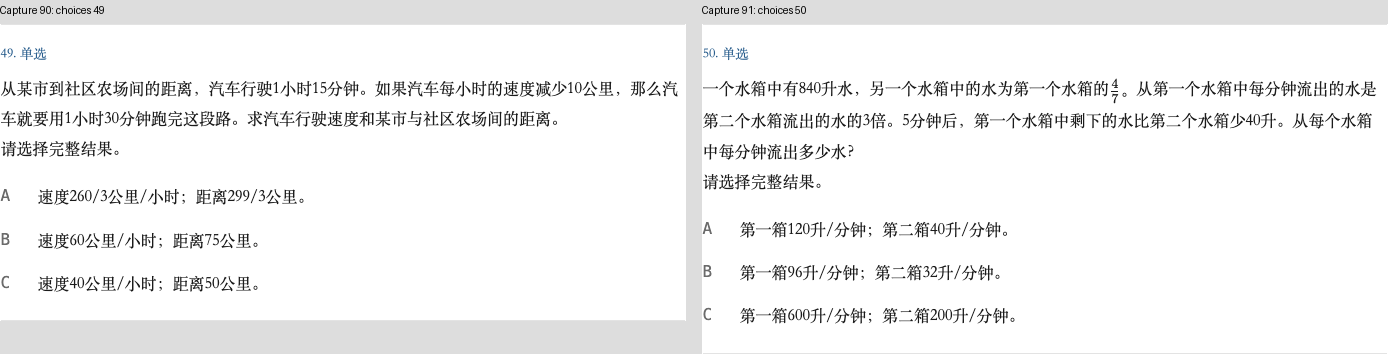 Capture 90: choices 49
49. 单选
从某市到社区农场间的距离，汽车行驶1小时15分钟。如果汽车每小时的速度减少10公里，那么汽
车就要用1小时30分钟跑完这段路。求汽车行驶速度和某市与社区农场间的距离。
请选择完整结果。
A 速度260/3公里/小时；距离299/3公里。
B 速度60公里/小时；距离75公里。
C 速度40公里/小时；距离50公里。
Capture 91: choices 50
50. 单选
一个水箱中有840升水，另一个水箱中的水为第一个水箱的4/7。从第一个水箱中每分钟流出的水是
第二个水箱流出的水的3倍。5分钟后，第一个水箱中剩下的水比第二个水箱少40升。从每个水箱
中每分钟流出多少水？
请选择完整结果。
A 第一箱120升/分钟；第二箱40升/分钟。
B 第一箱96升/分钟；第二箱32升/分钟。
C 第一箱600升/分钟；第二箱200升/分钟。